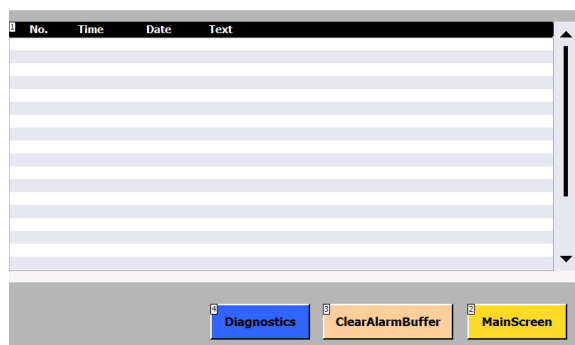 1 No. Time Date Text
4 Diagnostics 3 ClearAlarmBuffer 2 MainScreen